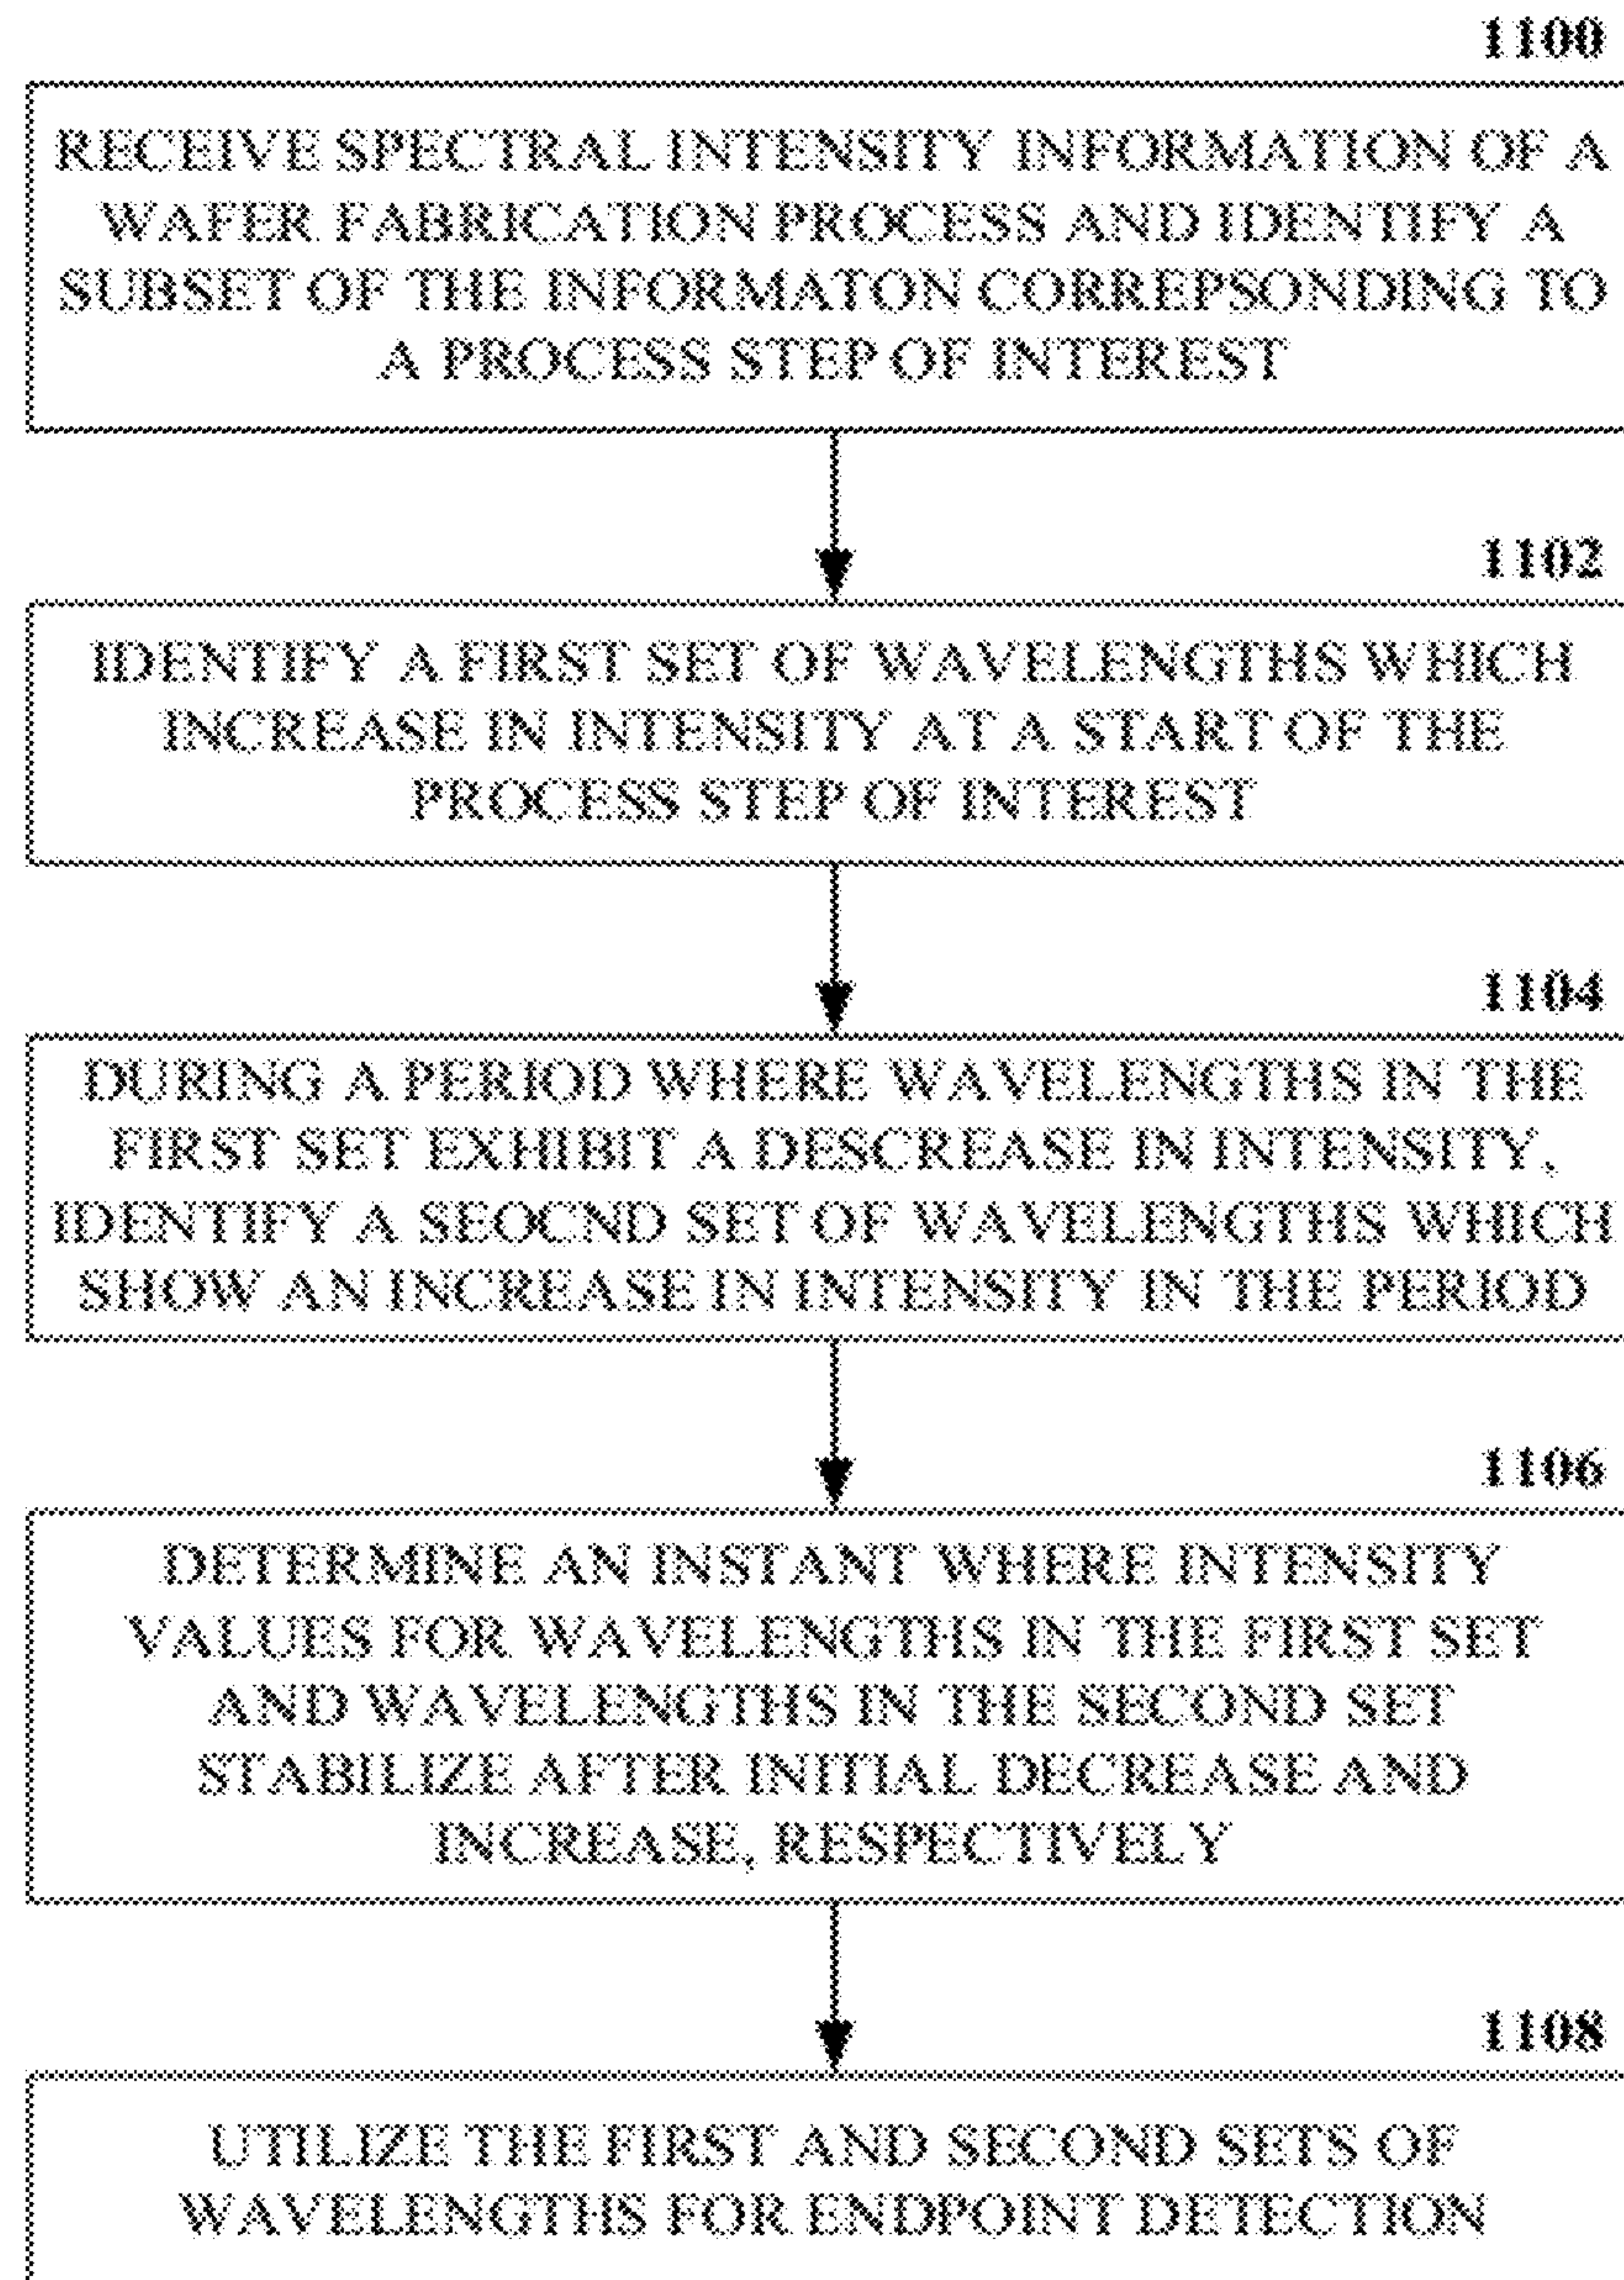 1100
RECEIVE SPECTRAL INTENSITY INFORMATION OF A
WAFER FABRICATION PROCESS AND IDENTIFY A
SUBSET OF THE INFORMATON CORREPSONDING TO
A PROCESS STEP OF INTEREST
1102
IDENTIFY A FIRST SET OF WAVELENGTHS WHICH
INCREASE IN INTENSITY AT A START OF THE
PROCESS STEP OF INTEREST
1104
DURING A PERIOD WHERE WAVELENGTHS IN THE
FIRST SET EXHIBIT A DESCREASE IN INTENSITY,
IDENTIFY A SEOCND SET OF WAVELENGTHS WHICH
SHOW AN INCREASE IN INTENSITY IN THE PERIOD
1106
DETERMINE AN INSTANT WHERE INTENSITY
VALUES FOR WAVELENGTHS IN THE FIRST SET
AND WAVELENGTHS IN THE SECOND SET
STABILIZE AFTER INITIAL DECREASE AND
INCREASE, RESPECTIVELY
1108
UTILIZE THE FIRST AND SECOND SETS OF
WAVELENGTHS FOR ENDPOINT DETECTION